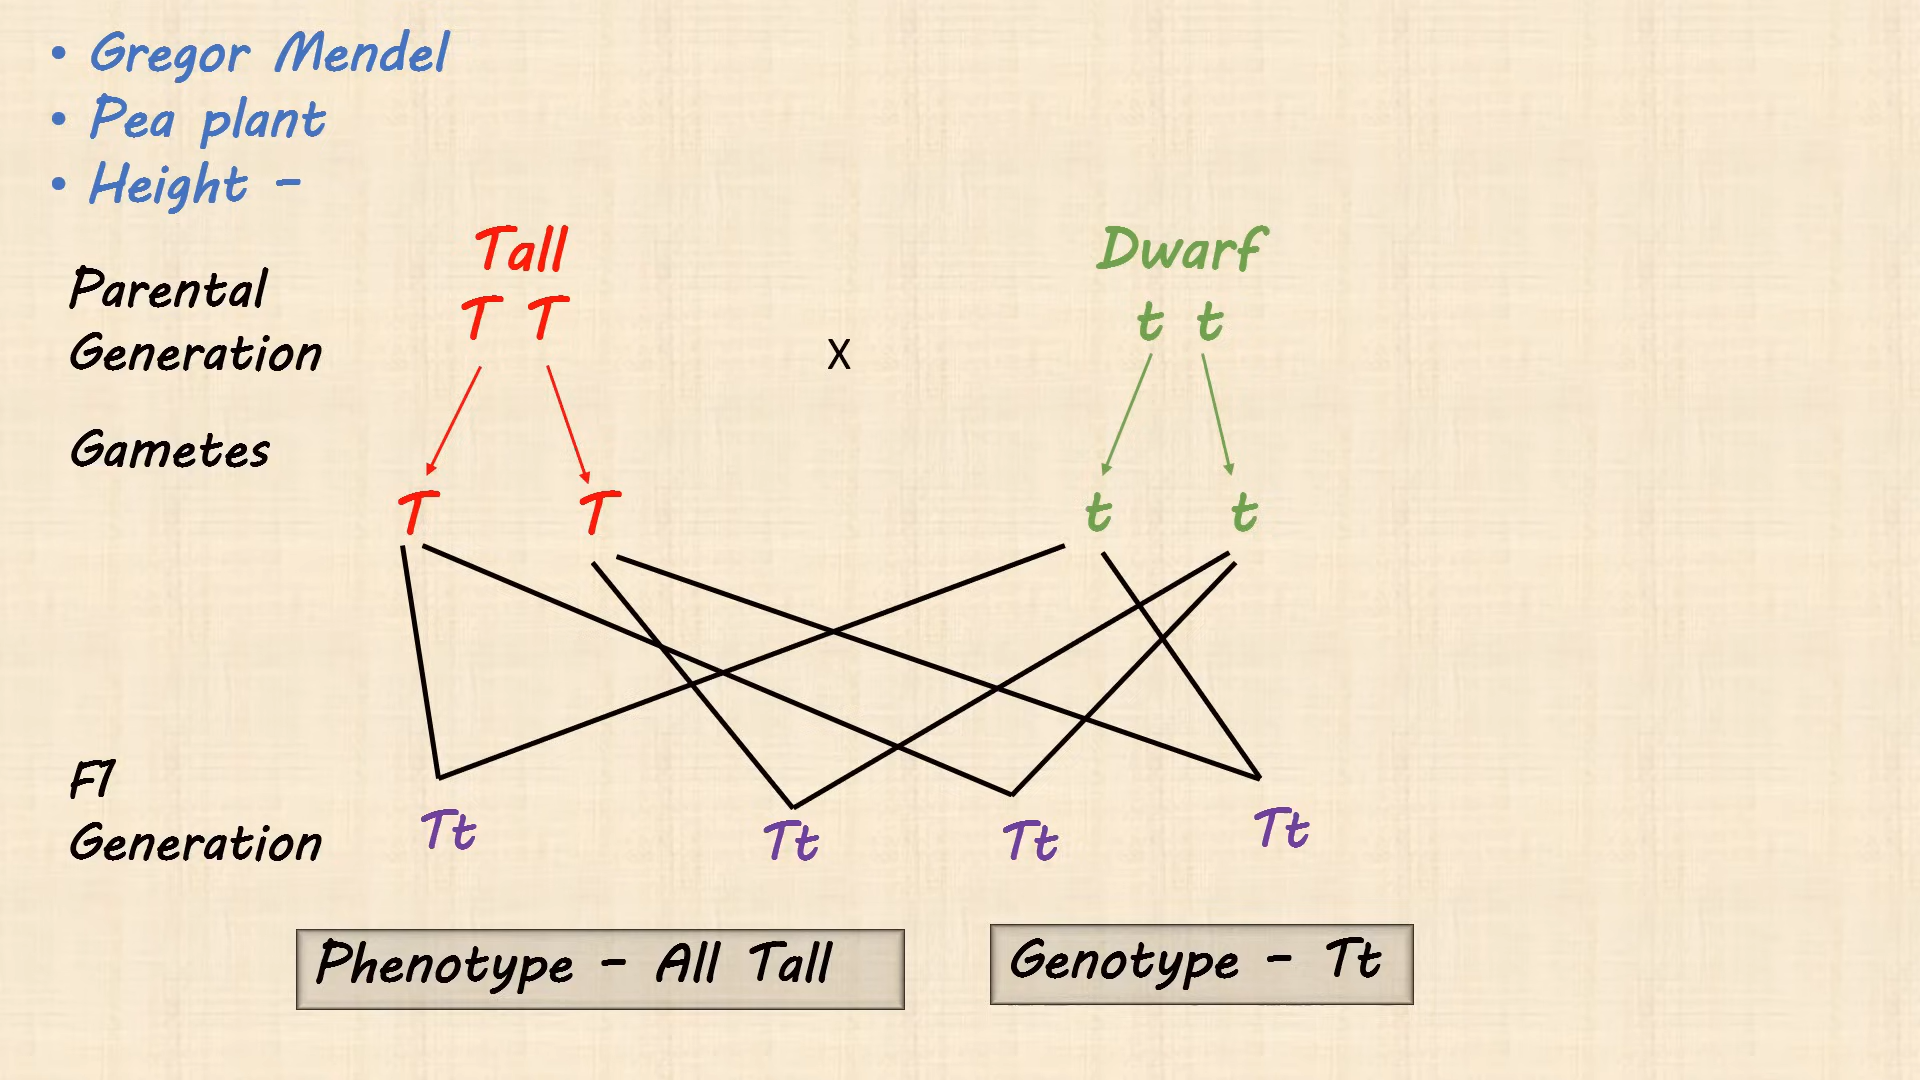 • Gregor Mendel
• Pea plant
• Height -
Tall
Dwarf
Parental
Generation
T T
X
t t
Gametes
T T t t
F1
Generation
Tt Tt Tt Tt
Phenotype - All Tall
Genotype - Tt